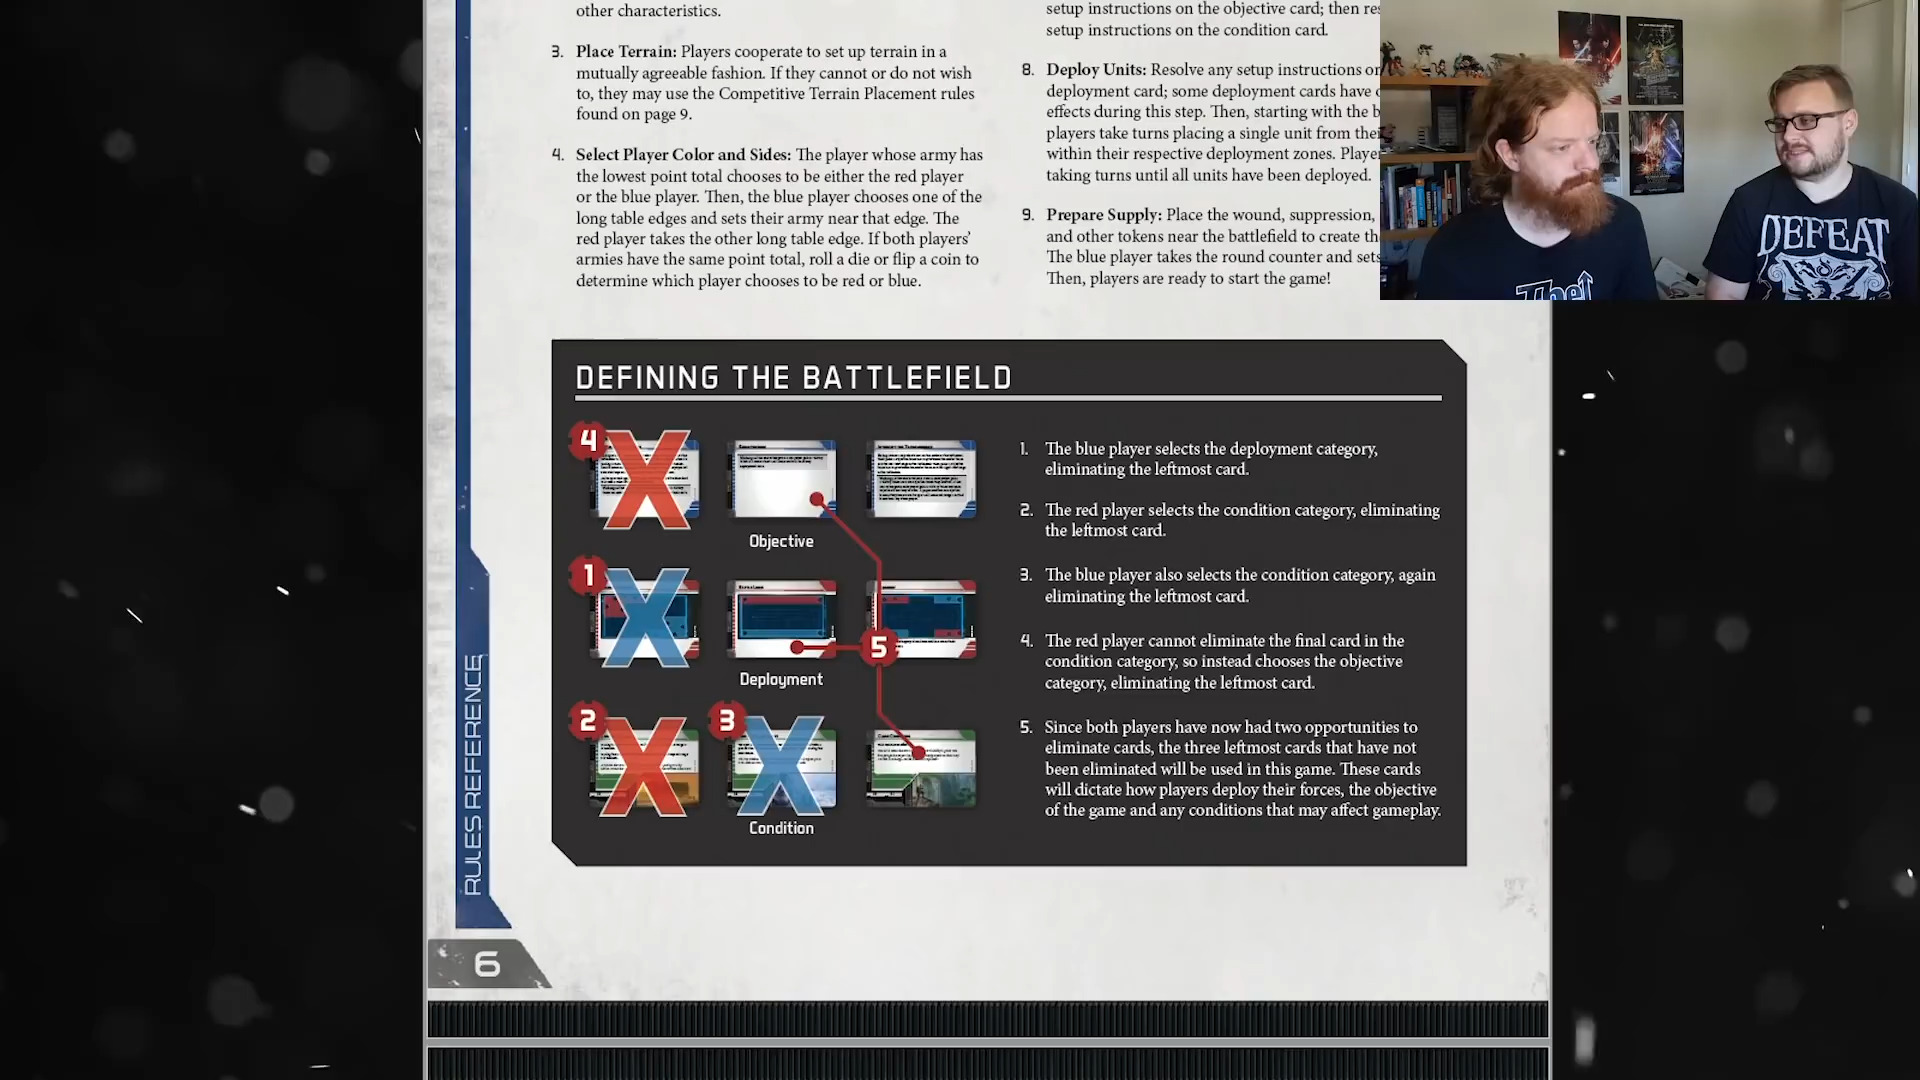 other characteristics.
3. Place Terrain: Players cooperate to set up terrain in a
mutually agreeable fashion. If they cannot or do not wish
to, they may use the Competitive Terrain Placement rules
found on page 9.
4. Select Player Color and Sides: The player whose army has
the lowest point total chooses to be either the red player
or the blue player. Then, the blue player chooses one of the
long table edges and sets their army near that edge. The
red player takes the other long table edge. If both players'
armies have the same point total, roll a die or flip a coin to
determine which player chooses to be red or blue.
setup instructions on the objective card; then
setup instructions on the condition card.
8. Deploy Units: Resolve any setup instructions
deployment card; some deployment cards have
effects during this step. Then, starting with the
players take turns placing a single unit from
within their respective deployment zones.
taking turns until all units have been deployed.
9. Prepare Supply: Place the wound, suppression,
and other tokens near the battlefield to create
The blue player takes the round counter and sets
Then, players are ready to start the game!
DEFEAT
DEFINING THE BATTLEFIELD
4
Objective
1
5
Deployment
2
3
Condition
1. The blue player selects the deployment category,
eliminating the leftmost card.
2. The red player selects the condition category, eliminating
the leftmost card.
3. The blue player also selects the condition category, again
eliminating the leftmost card.
4. The red player cannot eliminate the final card in the
condition category, so instead chooses the objective
category, eliminating the leftmost card.
5. Since both players have now had two opportunities to
eliminate cards, the three leftmost cards that have not
been eliminated will be used in this game. These cards
will dictate how players deploy their forces, the objective
of the game and any conditions that may affect gameplay.
RULES REFERENCE
6